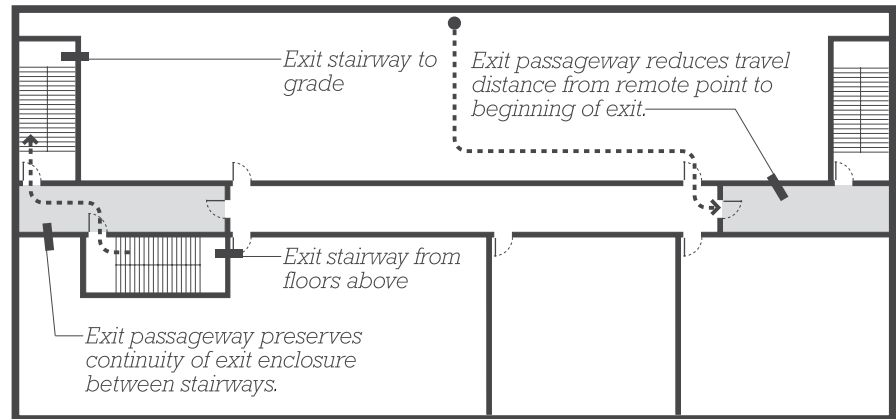 Exit stairway to
grade
Exit passageway reduces travel
distance from remote point to
beginning of exit.
Exit stairway from
floors above
Exit passageway preserves
continuity of exit enclosure
between stairways.